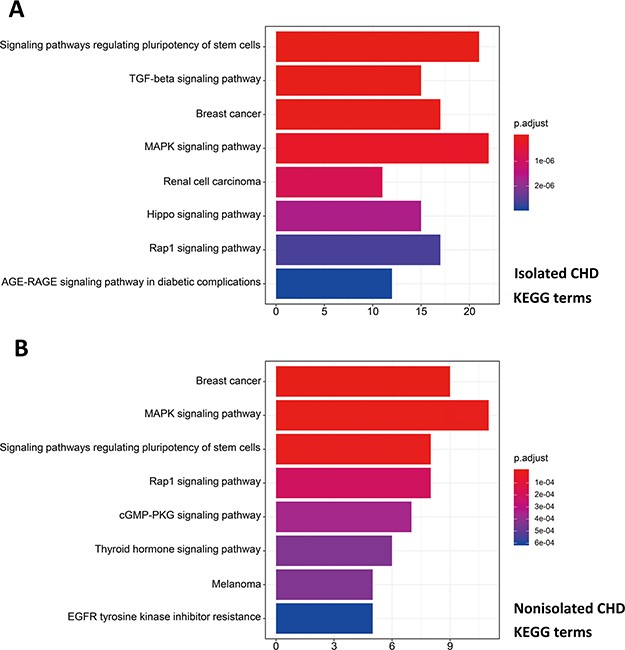 A
Signaling pathways regulating pluripotency of stem cells
TGF-beta signaling pathway
Breast cancer
MAPK signaling pathway
Renal cell carcinoma
Hippo signaling pathway
Rap1 signaling pathway
AGE-RAGE signaling pathway in diabetic complications
0 5 10 15 20
p.adjust
1e-06
2e-06
Isolated CHD
KEGG terms
B
Breast cancer
MAPK signaling pathway
Signaling pathways regulating pluripotency of stem cells
Rap1 signaling pathway
cGMP-PKG signaling pathway
Thyroid hormone signaling pathway
Melanoma
EGFR tyrosine kinase inhibitor resistance
0 3 6 9
p.adjust
1e-04
2e-04
3e-04
4e-04
5e-04
6e-04
Nonisolated CHD
KEGG terms